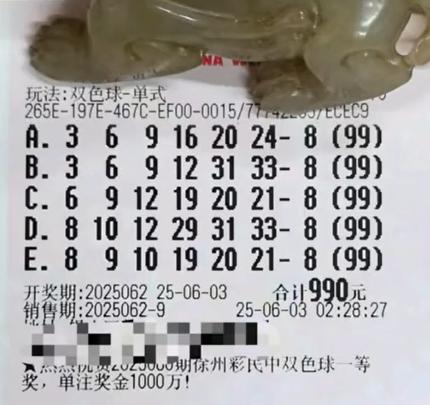 玩法:双色球-单式
265E-197E-467C-EF00-0015/ /ECEC9
A. 3 6 9 16 20 24- 8 (99)
B. 3 6 9 12 31 33- 8 (99)
C. 6 9 12 19 20 21- 8 (99)
D. 8 10 12 29 31 33- 8 (99)
E. 8 9 10 19 20 21- 8 (99)
开奖期:2025062 25-06-03 合计990元
销售期:2025062-9 25-06-03 02:28:27
★ 期徐州彩民中双色球一等
奖,单注奖金1000万!